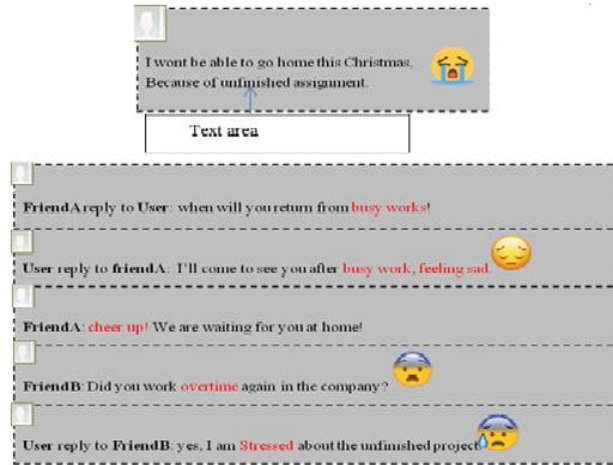 I wont be able to go home this Christmas,
Because of unfinished assignment.
Text area
FriendA reply to User: when will you return from busy works!
User reply to friendA: I'll come to see you after busy work, feeling sad.
FriendA: cheer up! We are waiting for you at home!
FriendB: Did you work overtime again in the company?
User reply to FriendB: yes, I am Stressed about the unfinished project